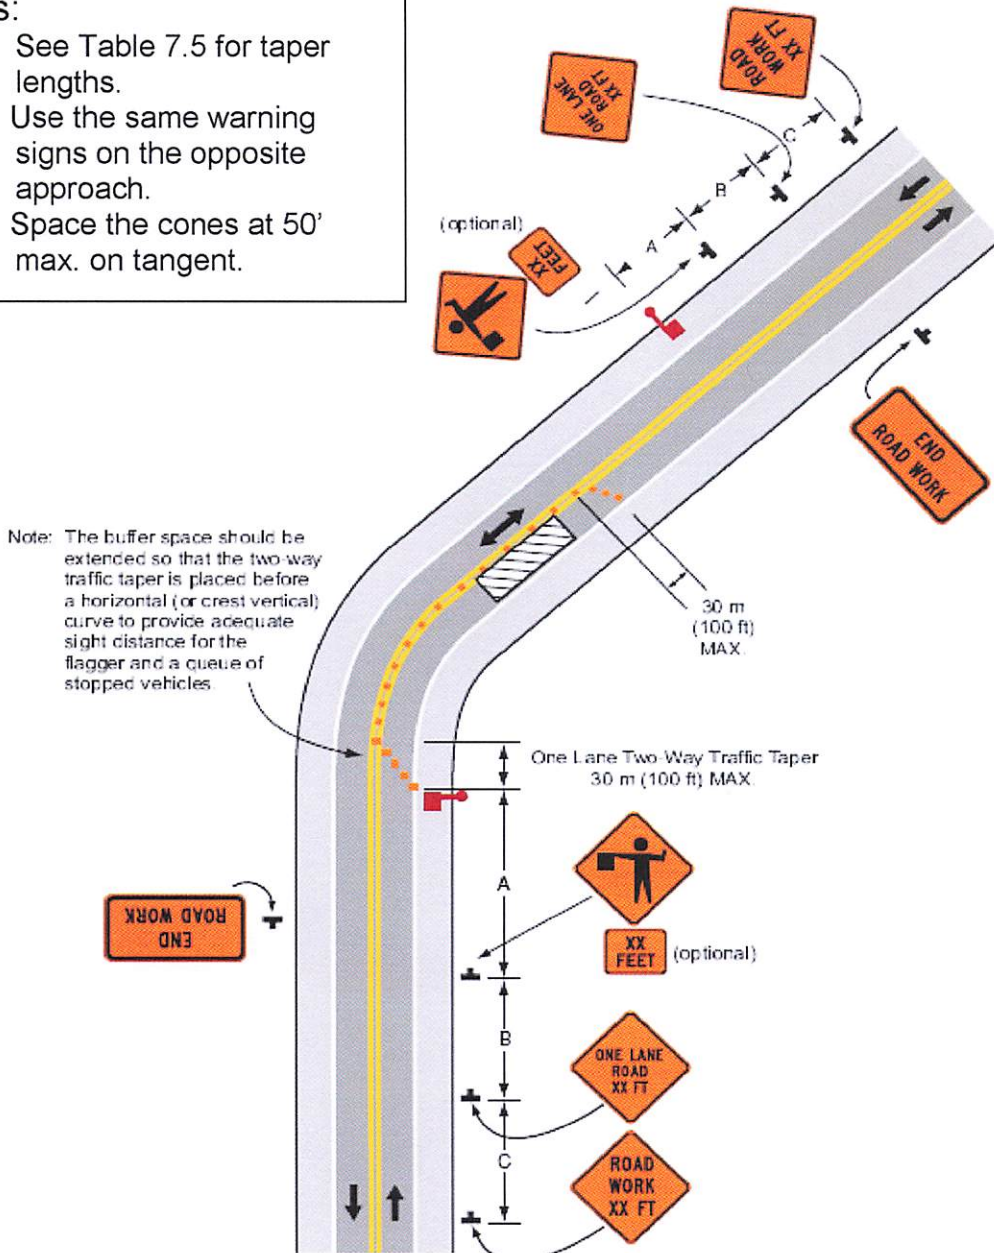 s:
See Table 7.5 for taper
lengths.
Use the same warning
signs on the opposite
approach.
Space the cones at 50'
max. on tangent.
ROAD
WORK
XX FT
ONE LANE
ROAD
XX FT
C
B
A
(optional)
XX
FEET
END
ROAD WORK
Note: The buffer space should be
extended so that the two-way
traffic taper is placed before
a horizontal (or crest vertical)
curve to provide adequate
sight distance for the
flagger and a queue of
stopped vehicles.
30 m
(100 ft)
MAX.
One Lane Two-Way Traffic Taper
30 m (100 ft) MAX.
A
END
ROAD WORK
XX
FEET
(optional)
B
ONE LANE
ROAD
XX FT
C
ROAD
WORK
XX FT